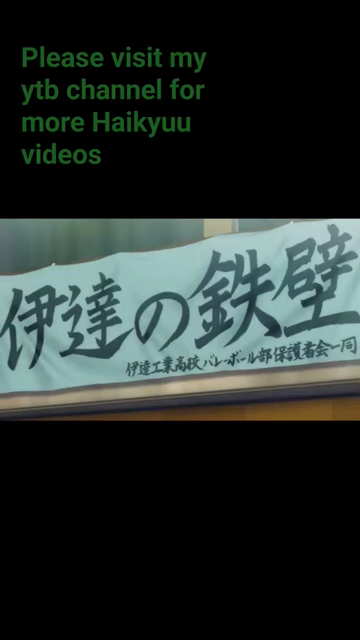 Please visit my
ytb channel for
more Haikyuu
videos
伊達の鉄壁
伊達工業高校バレーボール部保護者会一同